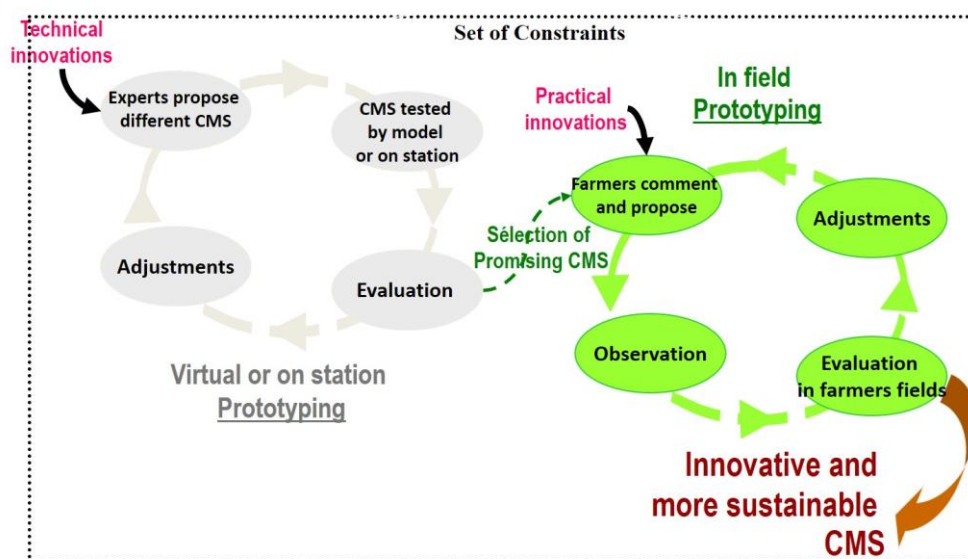 Set of Constraints
Technical
innovations
Experts propose
different CMS
CMS tested
by model
or on station
Adjustments
Evaluation
Virtual or on station
Prototyping
Sélection of
Promising CMS
Practical
innovations
In field
Prototyping
Farmers comment
and propose
Adjustments
Observation
Evaluation
in farmers fields
Innovative and
more sustainable
CMS